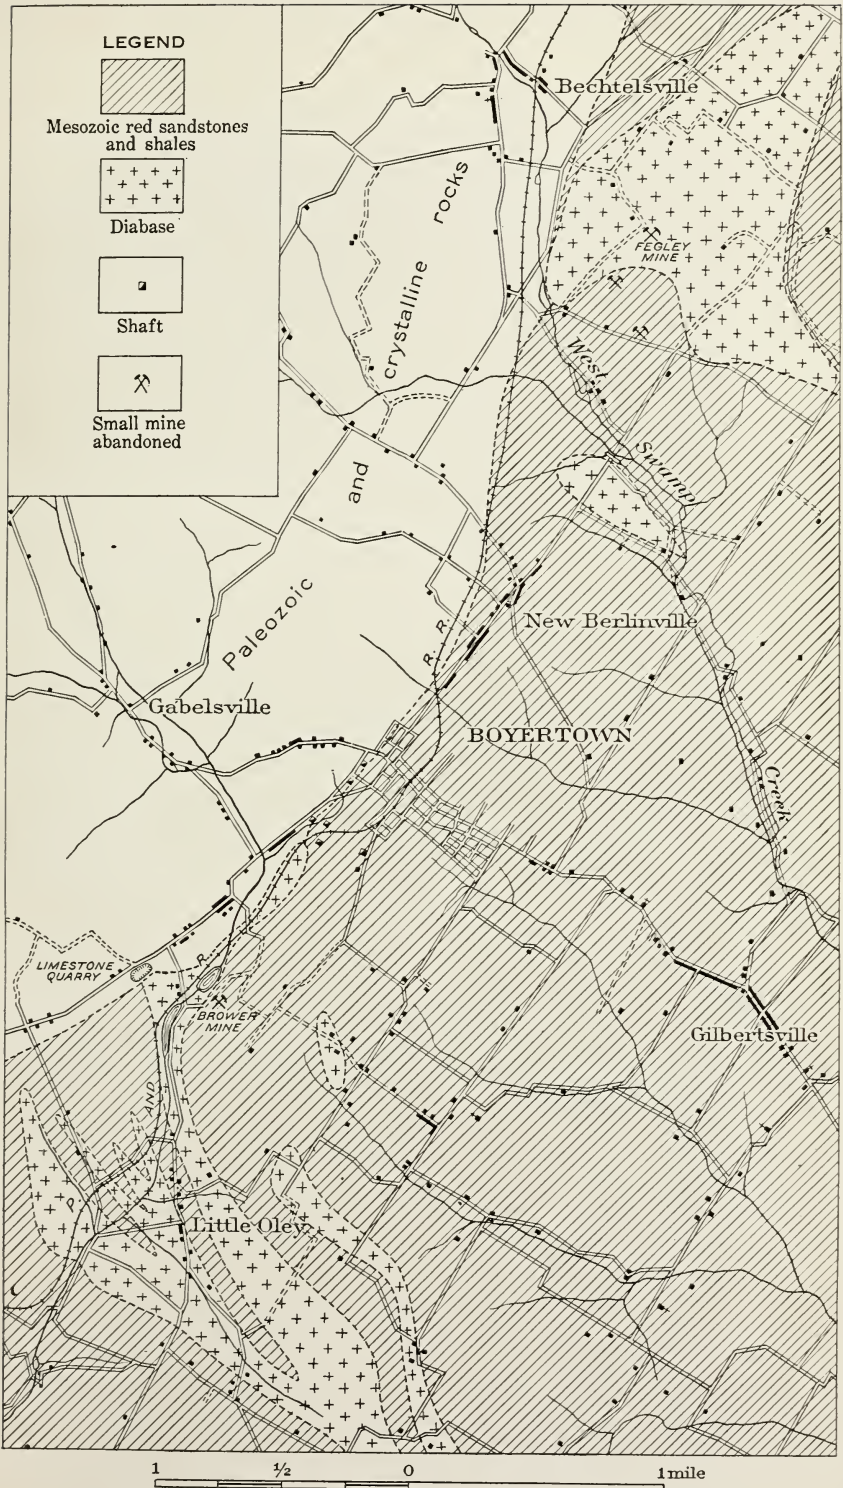 LEGEND
Mesozoic red sandstones
and shales
Diabase
Shaft
Small mine
abandoned
Bechtelsville
rocks
crystalline
and
Paleozoic
FEGLEY
MINE
West
Swamp
Creek
New Berlinville
R. R.
Gabelsville
BOYERTOWN
LIMESTONE
QUARRY
R.
BROWER
MINE
AND
P.
Gilbertsville
Little Oley
1 ½ 0 1 mile